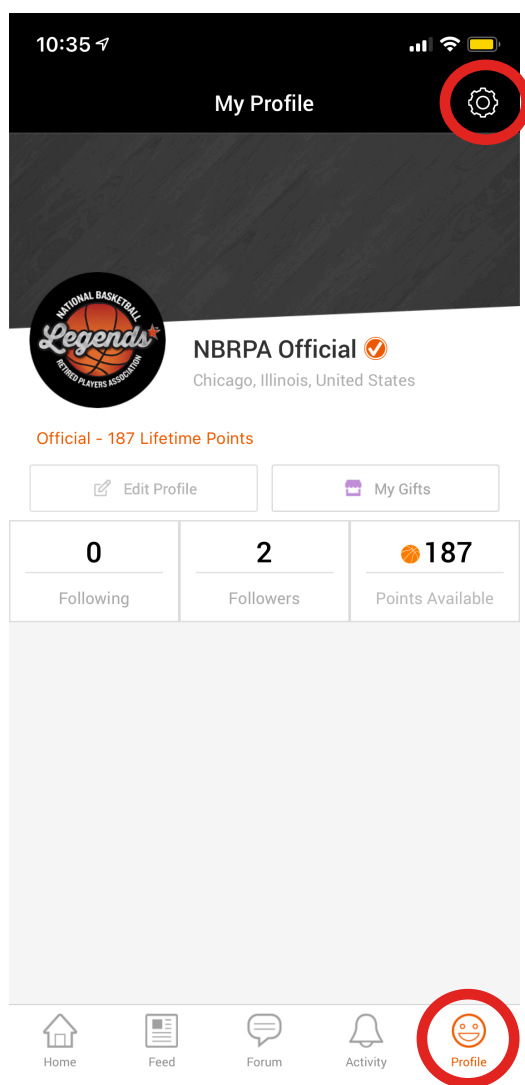 10:35
My Profile
NATIONAL BASKETBALL
Legends
RETIRED PLAYERS ASSOCIATION
NBRPA Official
Chicago, Illinois, United States
Official - 187 Lifetime Points
Edit Profile
My Gifts
0
2
187
Following
Followers
Points Available
Home
Feed
Forum
Activity
Profile